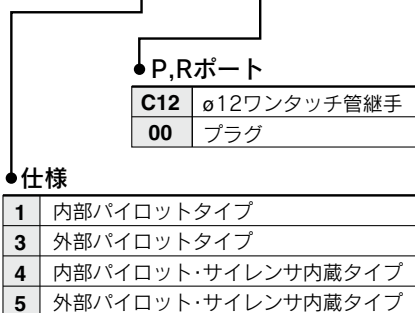 P,Rポート
C12 ø12ワンタッチ管継手
00 プラグ
仕様
1 内部パイロットタイプ
3 外部パイロットタイプ
4 内部パイロット･サイレンサ内蔵タイプ
5 外部パイロット･サイレンサ内蔵タイプ